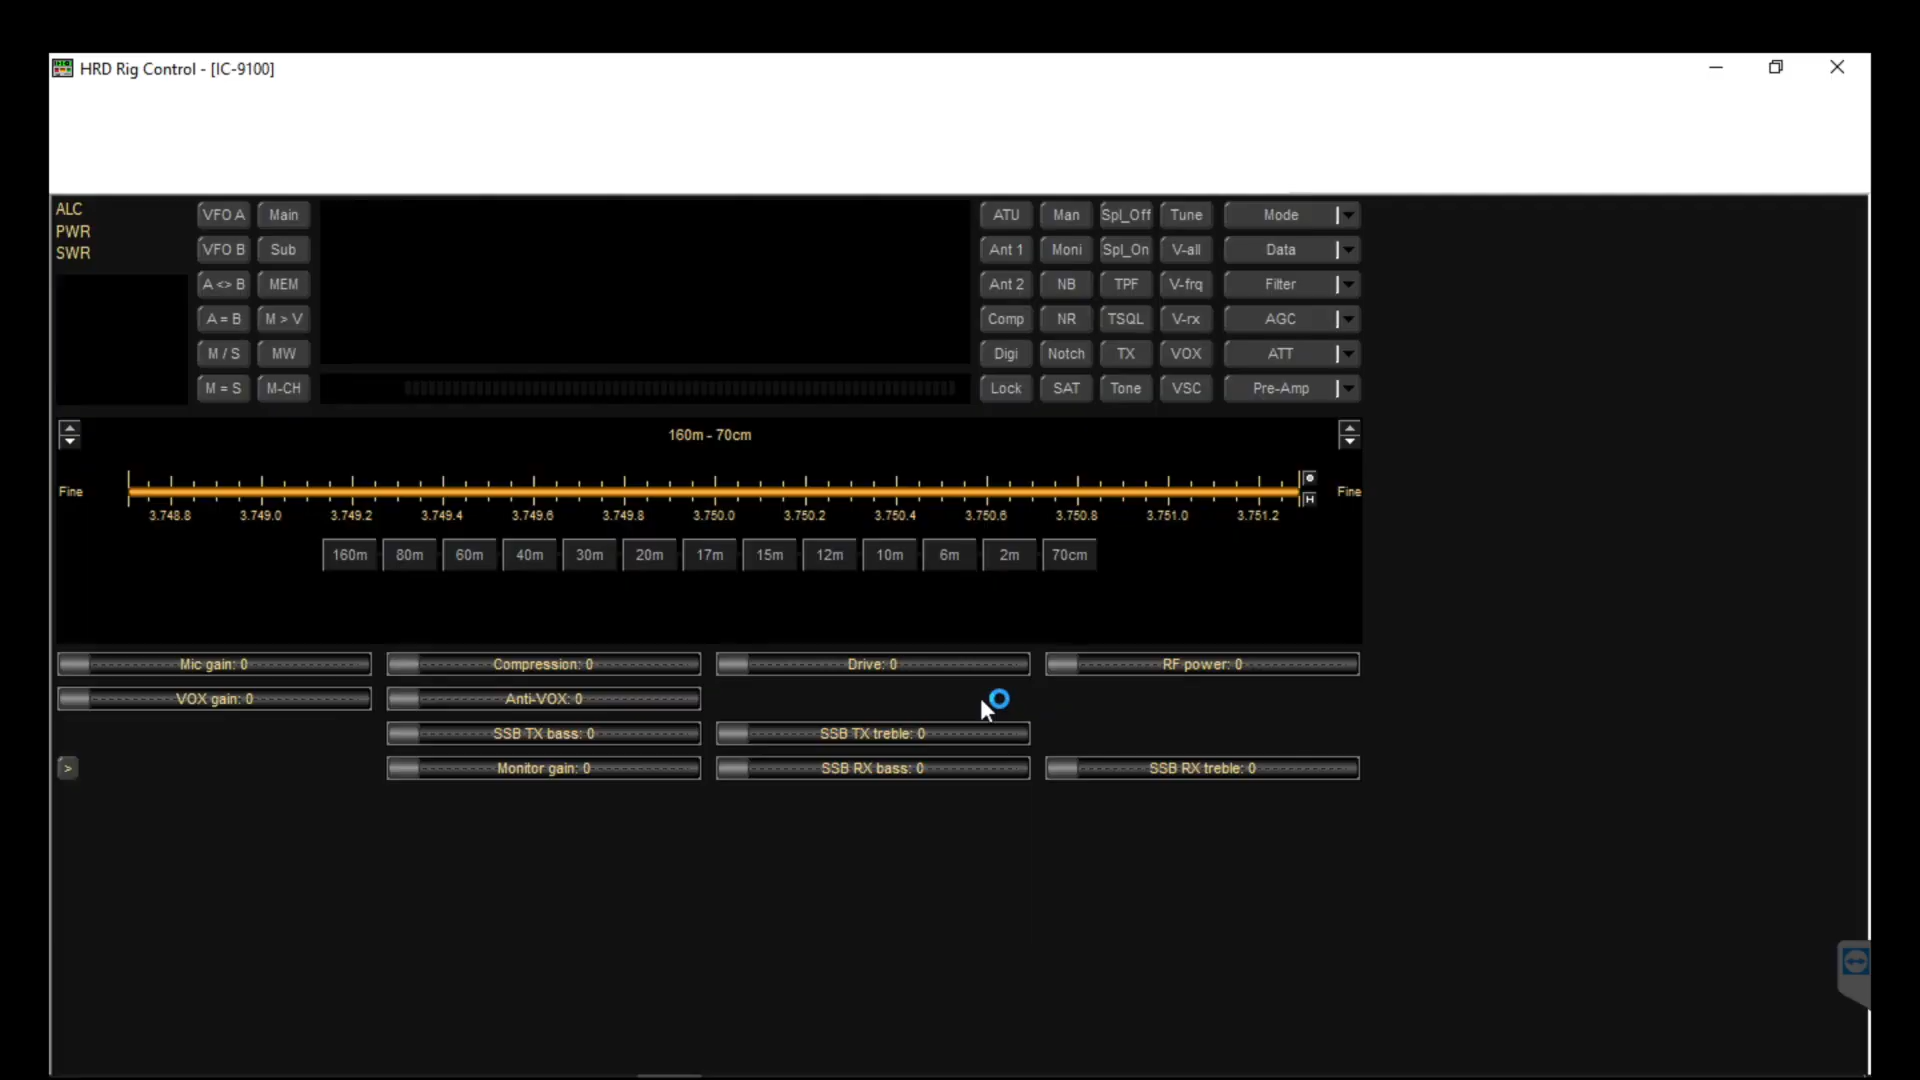 HRD Rig Control - [IC-9100]
ALC
PWR
SWR
VFO A Main
VFO B Sub
A <> B MEM
A = B M > V
M / S MW
M = S M-CH
ATU Man Spl_Off Tune Mode
Ant 1 Moni Spl_On V-all Data
Ant 2 NB TPF V-frq Filter
Comp NR TSQL V-rx AGC
Digi Notch TX VOX ATT
Lock SAT Tone VSC Pre-Amp
160m - 70cm
Fine Fine
H
3.748.8 3.749.0 3.749.2 3.749.4 3.749.6 3.749.8 3.750.0 3.750.2 3.750.4 3.750.6 3.750.8 3.751.0 3.751.2
160m 80m 60m 40m 30m 20m 17m 15m 12m 10m 6m 2m 70cm
Mic gain: 0 Compression: 0 Drive: 0 RF power: 0
VOX gain: 0 Anti-VOX: 0
SSB TX bass: 0 SSB TX treble: 0
> Monitor gain: 0 SSB RX bass: 0 SSB RX treble: 0